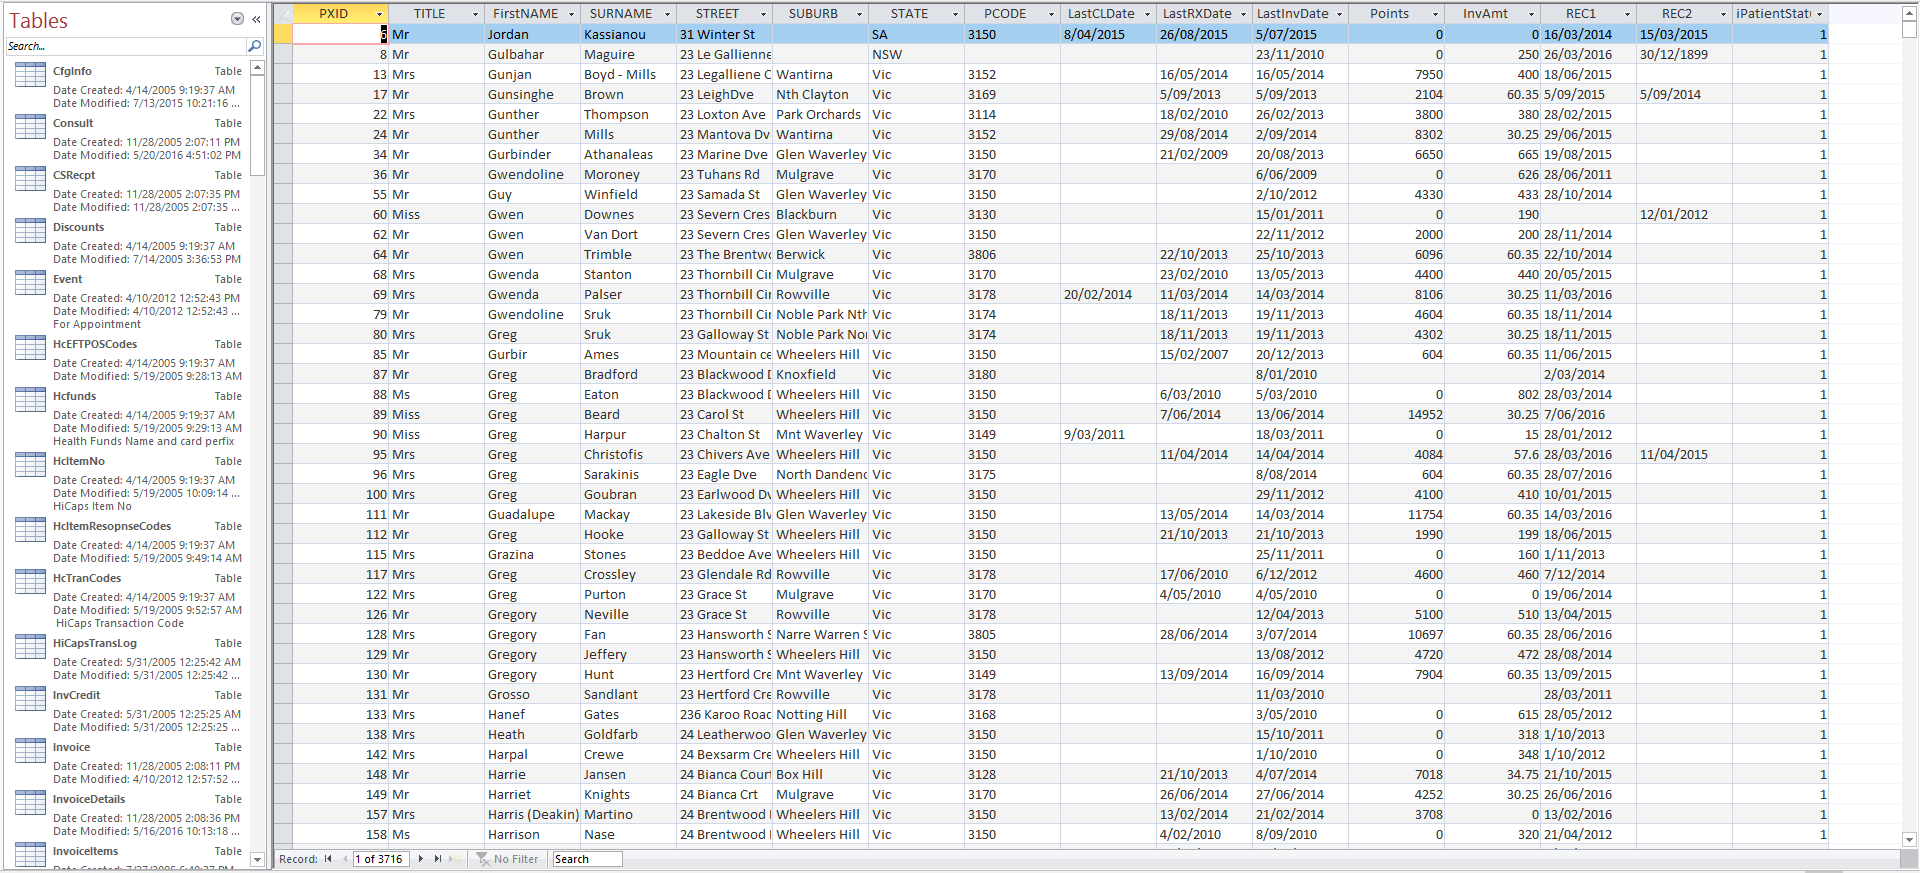 Tables
Search...
CfgInfo Table
Date Created: 4/14/2005 9:19:37 AM
Date Modified: 7/13/2015 10:21:16 ...
Consult Table
Date Created: 11/28/2005 2:07:11 PM
Date Modified: 5/20/2016 4:51:02 PM
CSRecpt Table
Date Created: 11/28/2005 2:07:35 PM
Date Modified: 11/28/2005 2:07:35 ...
Discounts Table
Date Created: 4/14/2005 9:19:37 AM
Date Modified: 7/14/2005 3:36:53 PM
Event Table
Date Created: 4/10/2012 12:52:43 PM
Date Modified: 4/10/2012 12:52:43 ...
For Appointment
HcEFTPOSCodes Table
Date Created: 4/14/2005 9:19:37 AM
Date Modified: 5/19/2005 9:28:13 AM
Hcfunds Table
Date Created: 4/14/2005 9:19:37 AM
Date Modified: 5/19/2005 9:29:13 AM
Health Funds Name and card perfix
HcItemNo Table
Date Created: 4/14/2005 9:19:37 AM
Date Modified: 5/19/2005 10:09:14 ...
HiCaps Item No
HcItemResopnseCodes Table
Date Created: 4/14/2005 9:19:37 AM
Date Modified: 5/19/2005 9:49:14 AM
HcTranCodes Table
Date Created: 4/14/2005 9:19:37 AM
Date Modified: 5/19/2005 9:52:57 AM
HiCaps Transaction Code
HiCapsTransLog Table
Date Created: 5/31/2005 12:25:42 AM
Date Modified: 5/31/2005 12:25:42 ...
InvCredit Table
Date Created: 5/31/2005 12:25:25 AM
Date Modified: 5/31/2005 12:25:25 ...
Invoice Table
Date Created: 11/28/2005 2:08:11 PM
Date Modified: 4/10/2012 12:57:52 ...
InvoiceDetails Table
Date Created: 11/28/2005 2:08:36 PM
Date Modified: 5/16/2016 10:13:18 ...
InvoiceItems Table
PXID TITLE FirstNAME SURNAME STREET SUBURB STATE PCODE LastCLDate LastRXDate LastInvDate Points InvAmt REC1 REC2 iPatientStatu
6 Mr Jordan Kassianou 31 Winter St SA 3150 8/04/2015 26/08/2015 5/07/2015 0 0 16/03/2014 15/03/2015 1
8 Mr Gulbahar Maguire 23 Le Gallienne NSW 23/11/2010 0 250 26/03/2016 30/12/1899 1
13 Mrs Gunjan Boyd - Mills 23 Legalliene C Wantirna Vic 3152 16/05/2014 16/05/2014 7950 400 18/06/2015 1
17 Mr Gunsinghe Brown 23 LeighDve Nth Clayton Vic 3169 5/09/2013 5/09/2013 2104 60.35 5/09/2015 5/09/2014 1
22 Mrs Gunther Thompson 23 Loxton Ave Park Orchards Vic 3114 18/02/2010 26/02/2013 3800 380 28/02/2015 1
24 Mr Gunther Mills 23 Mantova Dv Wantirna Vic 3152 29/08/2014 2/09/2014 8302 30.25 29/06/2015 1
34 Mr Gurbinder Athanaleas 23 Marine Dve Glen Waverley Vic 3150 21/02/2009 20/08/2013 6650 665 19/08/2015 1
36 Mr Gwendoline Moroney 23 Tuhans Rd Mulgrave Vic 3170 6/06/2009 0 626 28/06/2011 1
55 Mr Guy Winfield 23 Samada St Glen Waverley Vic 3150 2/10/2012 4330 433 28/10/2014 1
60 Miss Gwen Downes 23 Severn Cres Blackburn Vic 3130 15/01/2011 0 190 12/01/2012 1
62 Mr Gwen Van Dort 23 Severn Cres Glen Waverley Vic 3150 22/11/2012 2000 200 28/11/2014 1
64 Mr Gwen Trimble 23 The Brentwo Berwick Vic 3806 22/10/2013 25/10/2013 6096 60.35 22/10/2014 1
68 Mrs Gwenda Stanton 23 Thornbill Cir Mulgrave Vic 3170 23/02/2010 13/05/2013 4400 440 20/05/2015 1
69 Mrs Gwenda Palser 23 Thornbill Cir Rowville Vic 3178 20/02/2014 11/03/2014 14/03/2014 8106 30.25 11/03/2016 1
79 Mr Gwendoline Sruk 23 Thornbill Cir Noble Park Nth Vic 3174 18/11/2013 19/11/2013 4604 60.35 18/11/2014 1
80 Mrs Greg Sruk 23 Galloway St Noble Park Nor Vic 3174 18/11/2013 19/11/2013 4302 30.25 18/11/2015 1
85 Mr Gurbir Ames 23 Mountain ce Wheelers Hill Vic 3150 15/02/2007 20/12/2013 604 60.35 11/06/2015 1
87 Mr Greg Bradford 23 Blackwood D Knoxfield Vic 3180 8/01/2010 2/03/2014 1
88 Ms Greg Eaton 23 Blackwood D Wheelers Hill Vic 3150 6/03/2010 5/03/2010 0 802 28/03/2014 1
89 Miss Greg Beard 23 Carol St Wheelers Hill Vic 3150 7/06/2014 13/06/2014 14952 30.25 7/06/2016 1
90 Miss Greg Harpur 23 Chalton St Mnt Waverley Vic 3149 9/03/2011 18/03/2011 0 15 28/01/2012 1
95 Mrs Greg Christofis 23 Chivers Ave Wheelers Hill Vic 3150 11/04/2014 14/04/2014 4084 57.6 28/03/2016 11/04/2015 1
96 Mrs Greg Sarakinis 23 Eagle Dve North Dandenc Vic 3175 8/08/2014 604 60.35 28/07/2016 1
100 Mrs Greg Goubran 23 Earlwood Dv Wheelers Hill Vic 3150 29/11/2012 4100 410 10/01/2015 1
111 Mr Guadalupe Mackay 23 Lakeside Blv Glen Waverley Vic 3150 13/05/2014 14/03/2014 11754 60.35 14/03/2016 1
112 Mr Greg Hooke 23 Galloway St Wheelers Hill Vic 3150 21/10/2013 21/10/2013 1990 199 18/06/2015 1
115 Mrs Grazina Stones 23 Beddoe Ave Wheelers Hill Vic 3150 25/11/2011 0 160 1/11/2013 1
117 Mrs Greg Crossley 23 Glendale Rd Rowville Vic 3178 17/06/2010 6/12/2012 4600 460 7/12/2014 1
122 Mrs Greg Purton 23 Grace St Mulgrave Vic 3170 4/05/2010 4/05/2010 0 0 19/06/2014 1
126 Mr Gregory Neville 23 Grace St Rowville Vic 3178 12/04/2013 5100 510 13/04/2015 1
128 Mrs Gregory Fan 23 Hansworth S Narre Warren S Vic 3805 28/06/2014 3/07/2014 10697 60.35 28/06/2016 1
129 Mr Gregory Jeffery 23 Hansworth S Wheelers Hill Vic 3150 13/08/2012 4720 472 28/08/2014 1
130 Mr Gregory Hunt 23 Hertford Cre Mnt Waverley Vic 3149 13/09/2014 16/09/2014 7904 60.35 13/09/2015 1
131 Mr Grosso Sandlant 23 Hertford Cre Rowville Vic 3178 11/03/2010 28/03/2011 1
133 Mrs Hanef Gates 236 Karoo Road Notting Hill Vic 3168 3/05/2010 0 615 28/05/2012 1
138 Mrs Heath Goldfarb 24 Leatherwoo Glen Waverley Vic 3150 15/10/2011 0 318 1/10/2013 1
142 Mrs Harpal Crewe 24 Bexsarm Cre Wheelers Hill Vic 3150 1/10/2010 0 348 1/10/2012 1
148 Mr Harrie Jansen 24 Bianca Court Box Hill Vic 3128 21/10/2013 4/07/2014 7018 34.75 21/10/2015 1
149 Mr Harriet Knights 24 Bianca Crt Mulgrave Vic 3170 26/06/2014 27/06/2014 4252 30.25 26/06/2016 1
157 Mrs Harris (Deakin) Martino 24 Brentwood Wheelers Hill Vic 3150 13/02/2014 21/02/2014 3708 0 13/02/2016 1
158 Ms Harrison Nase 24 Brentwood Wheelers Hill Vic 3150 4/02/2010 8/09/2010 0 320 21/04/2012 1
Record: 1 of 3716 No Filter Search